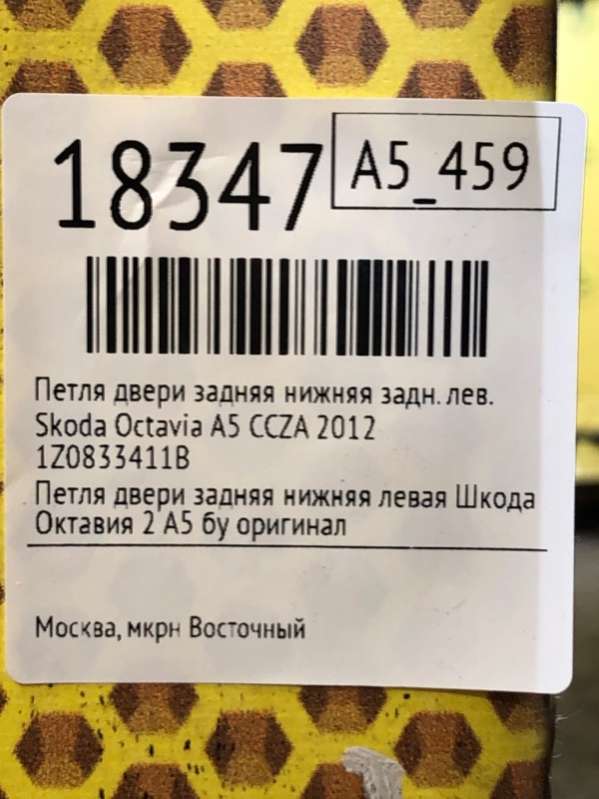 18347
A5_459
Петля двери задняя нижняя задн. лев.
Skoda Octavia A5 CCZA 2012
1Z0833411B
Петля двери задняя нижняя левая Шкода
Октавия 2 А5 бу оригинал
Москва, мкрн Восточный